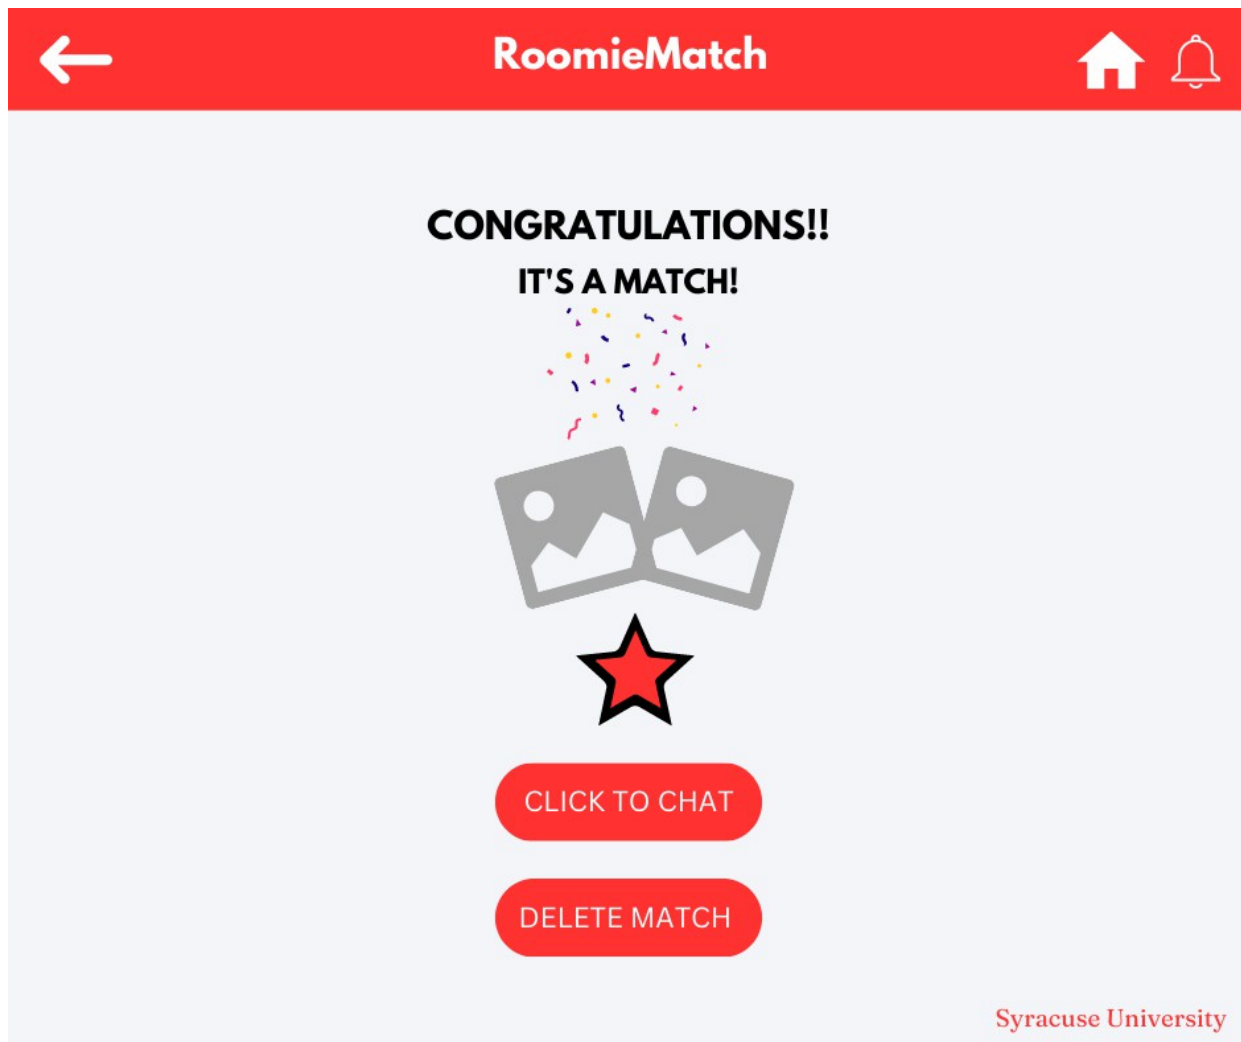 RoomieMatch
CONGRATULATIONS!!
IT'S A MATCH!
CLICK TO CHAT
DELETE MATCH
Syracuse University